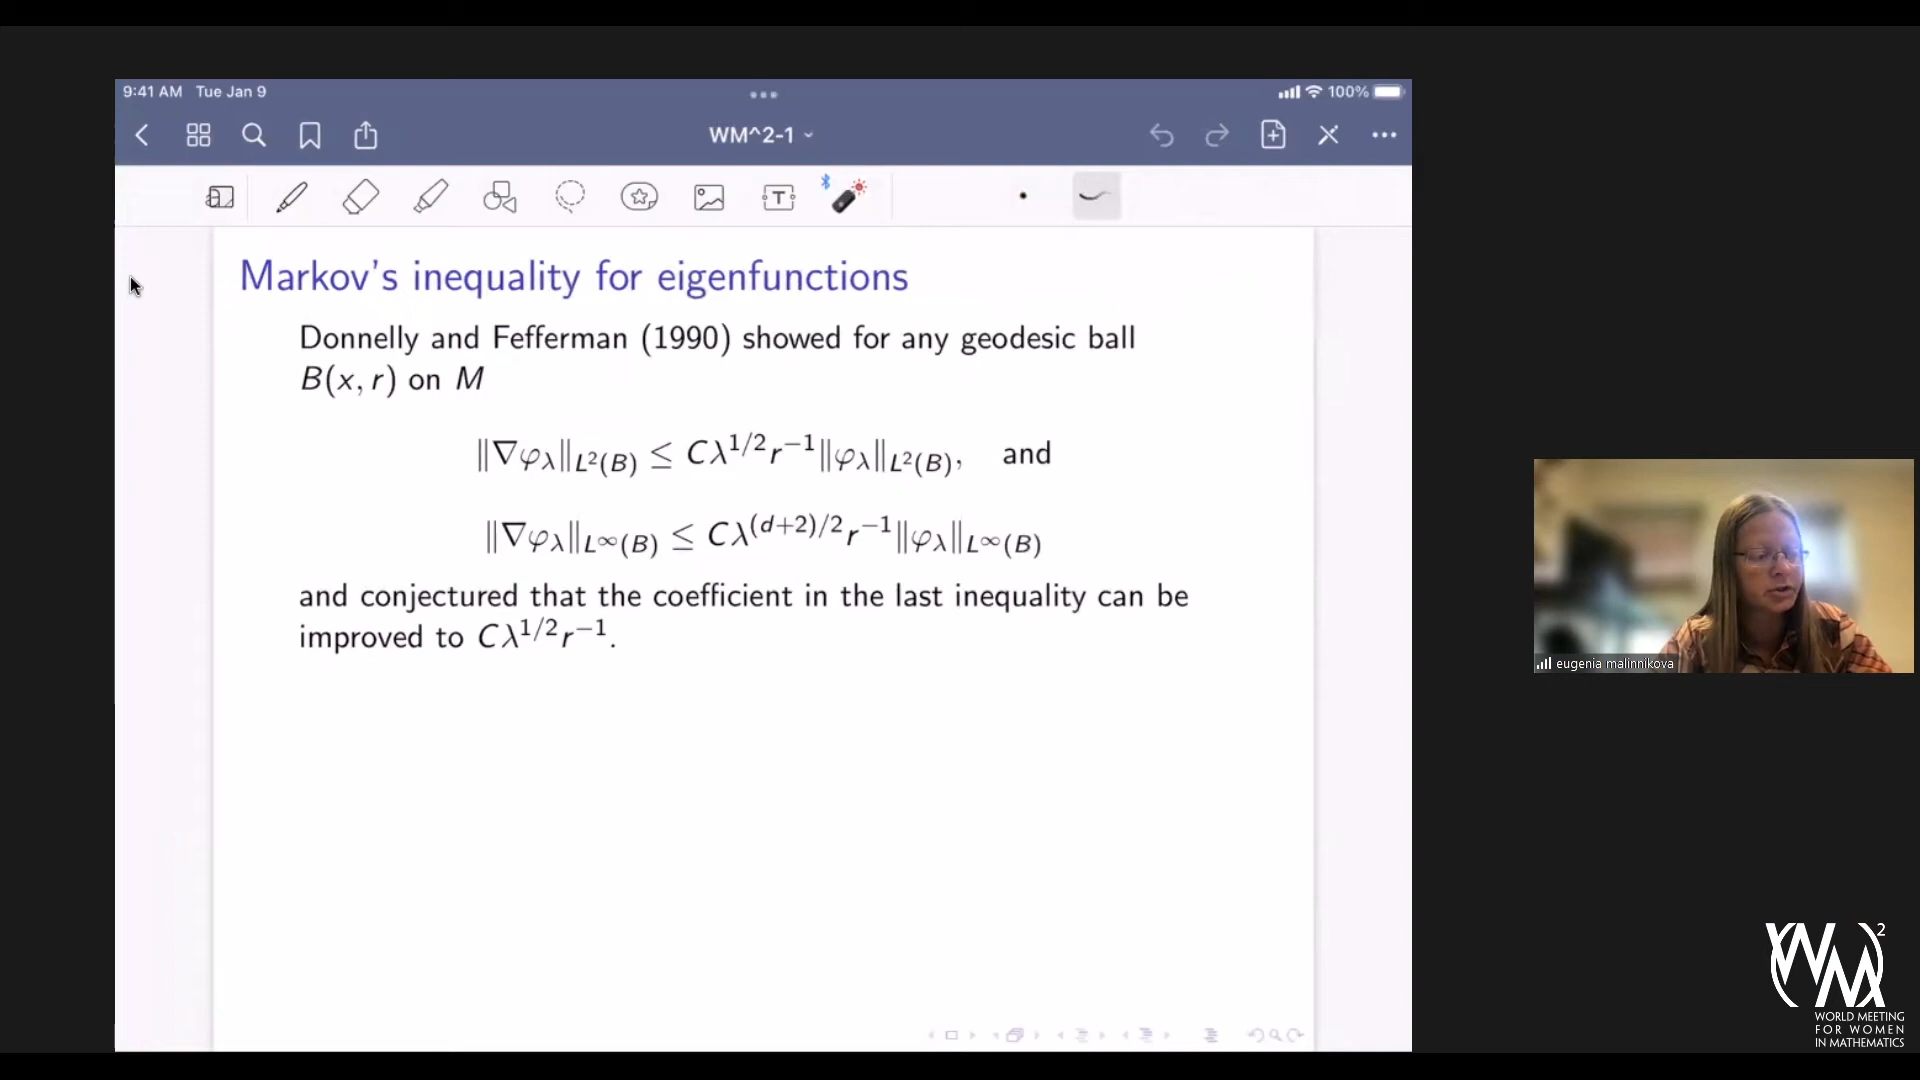 9:41 AM Tue Jan 9
100%
WM^2-1
T
Markov's inequality for eigenfunctions
Donnelly and Fefferman (1990) showed for any geodesic ball
B(x, r) on M
‖∇φ_λ‖_{L²(B)} ≤ Cλ^{1/2}r^{−1}‖φ_λ‖_{L²(B)}, and
‖∇φ_λ‖_{L^∞(B)} ≤ Cλ^{(d+2)/2}r^{−1}‖φ_λ‖_{L^∞(B)}
and conjectured that the coefficient in the last inequality can be
improved to Cλ^{1/2}r^{−1}.
eugenia malinnikova
WM²
WORLD MEETING
FOR WOMEN
IN MATHEMATICS